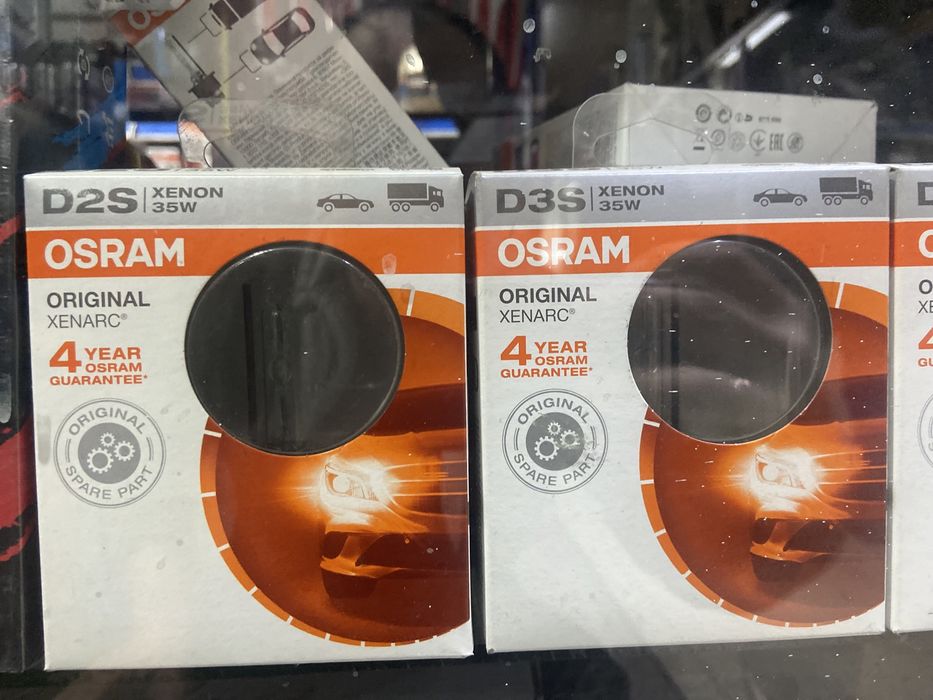 D2S XENON
35W
OSRAM
ORIGINAL
XENARC®
4 YEAR
OSRAM
GUARANTEE*
ORIGINAL
SPARE PART
D3S XENON
35W
OSRAM
ORIGINAL
XENARC®
4 YEAR
OSRAM
GUARANTEE*
ORIGINAL
SPARE PART
EAC